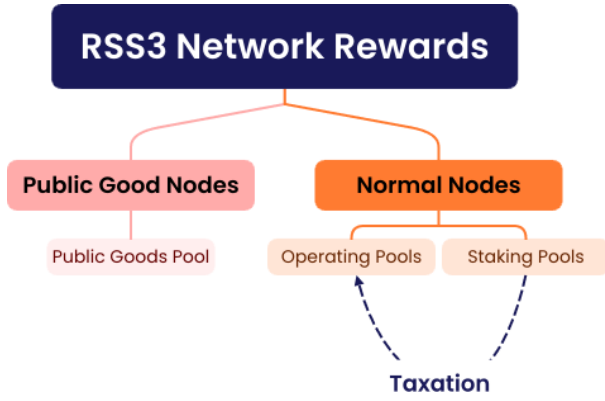 RSS3 Network Rewards
Public Good Nodes
Normal Nodes
Public Goods Pool
Operating Pools
Staking Pools
Taxation